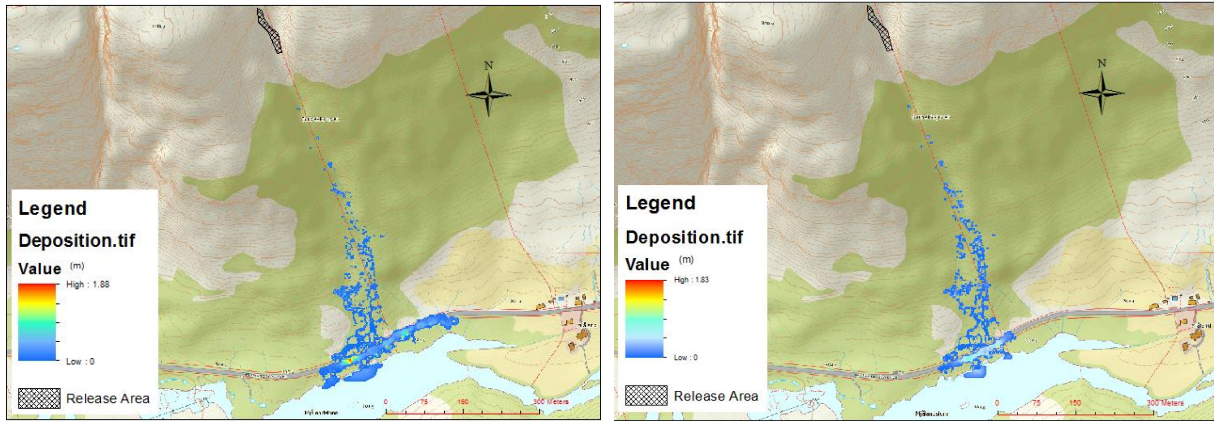 N
Legend
Deposition.tif
Value (m)
High : 1.88
Low : 0
Release Area
0 75 150 300 Meters
N
Legend
Deposition.tif
Value (m)
High : 1.83
Low : 0
Release Area
0 75 150 300 Meters